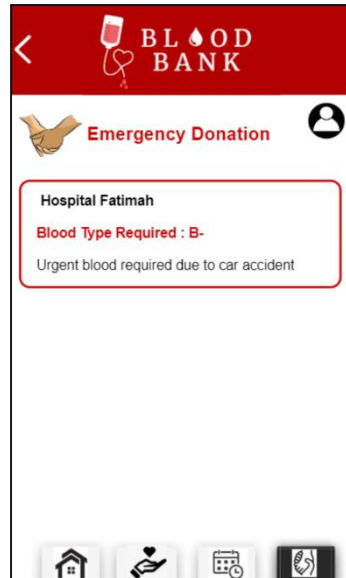 BLOOD
BANK
Emergency Donation
Hospital Fatimah
Blood Type Required : B-
Urgent blood required due to car accident